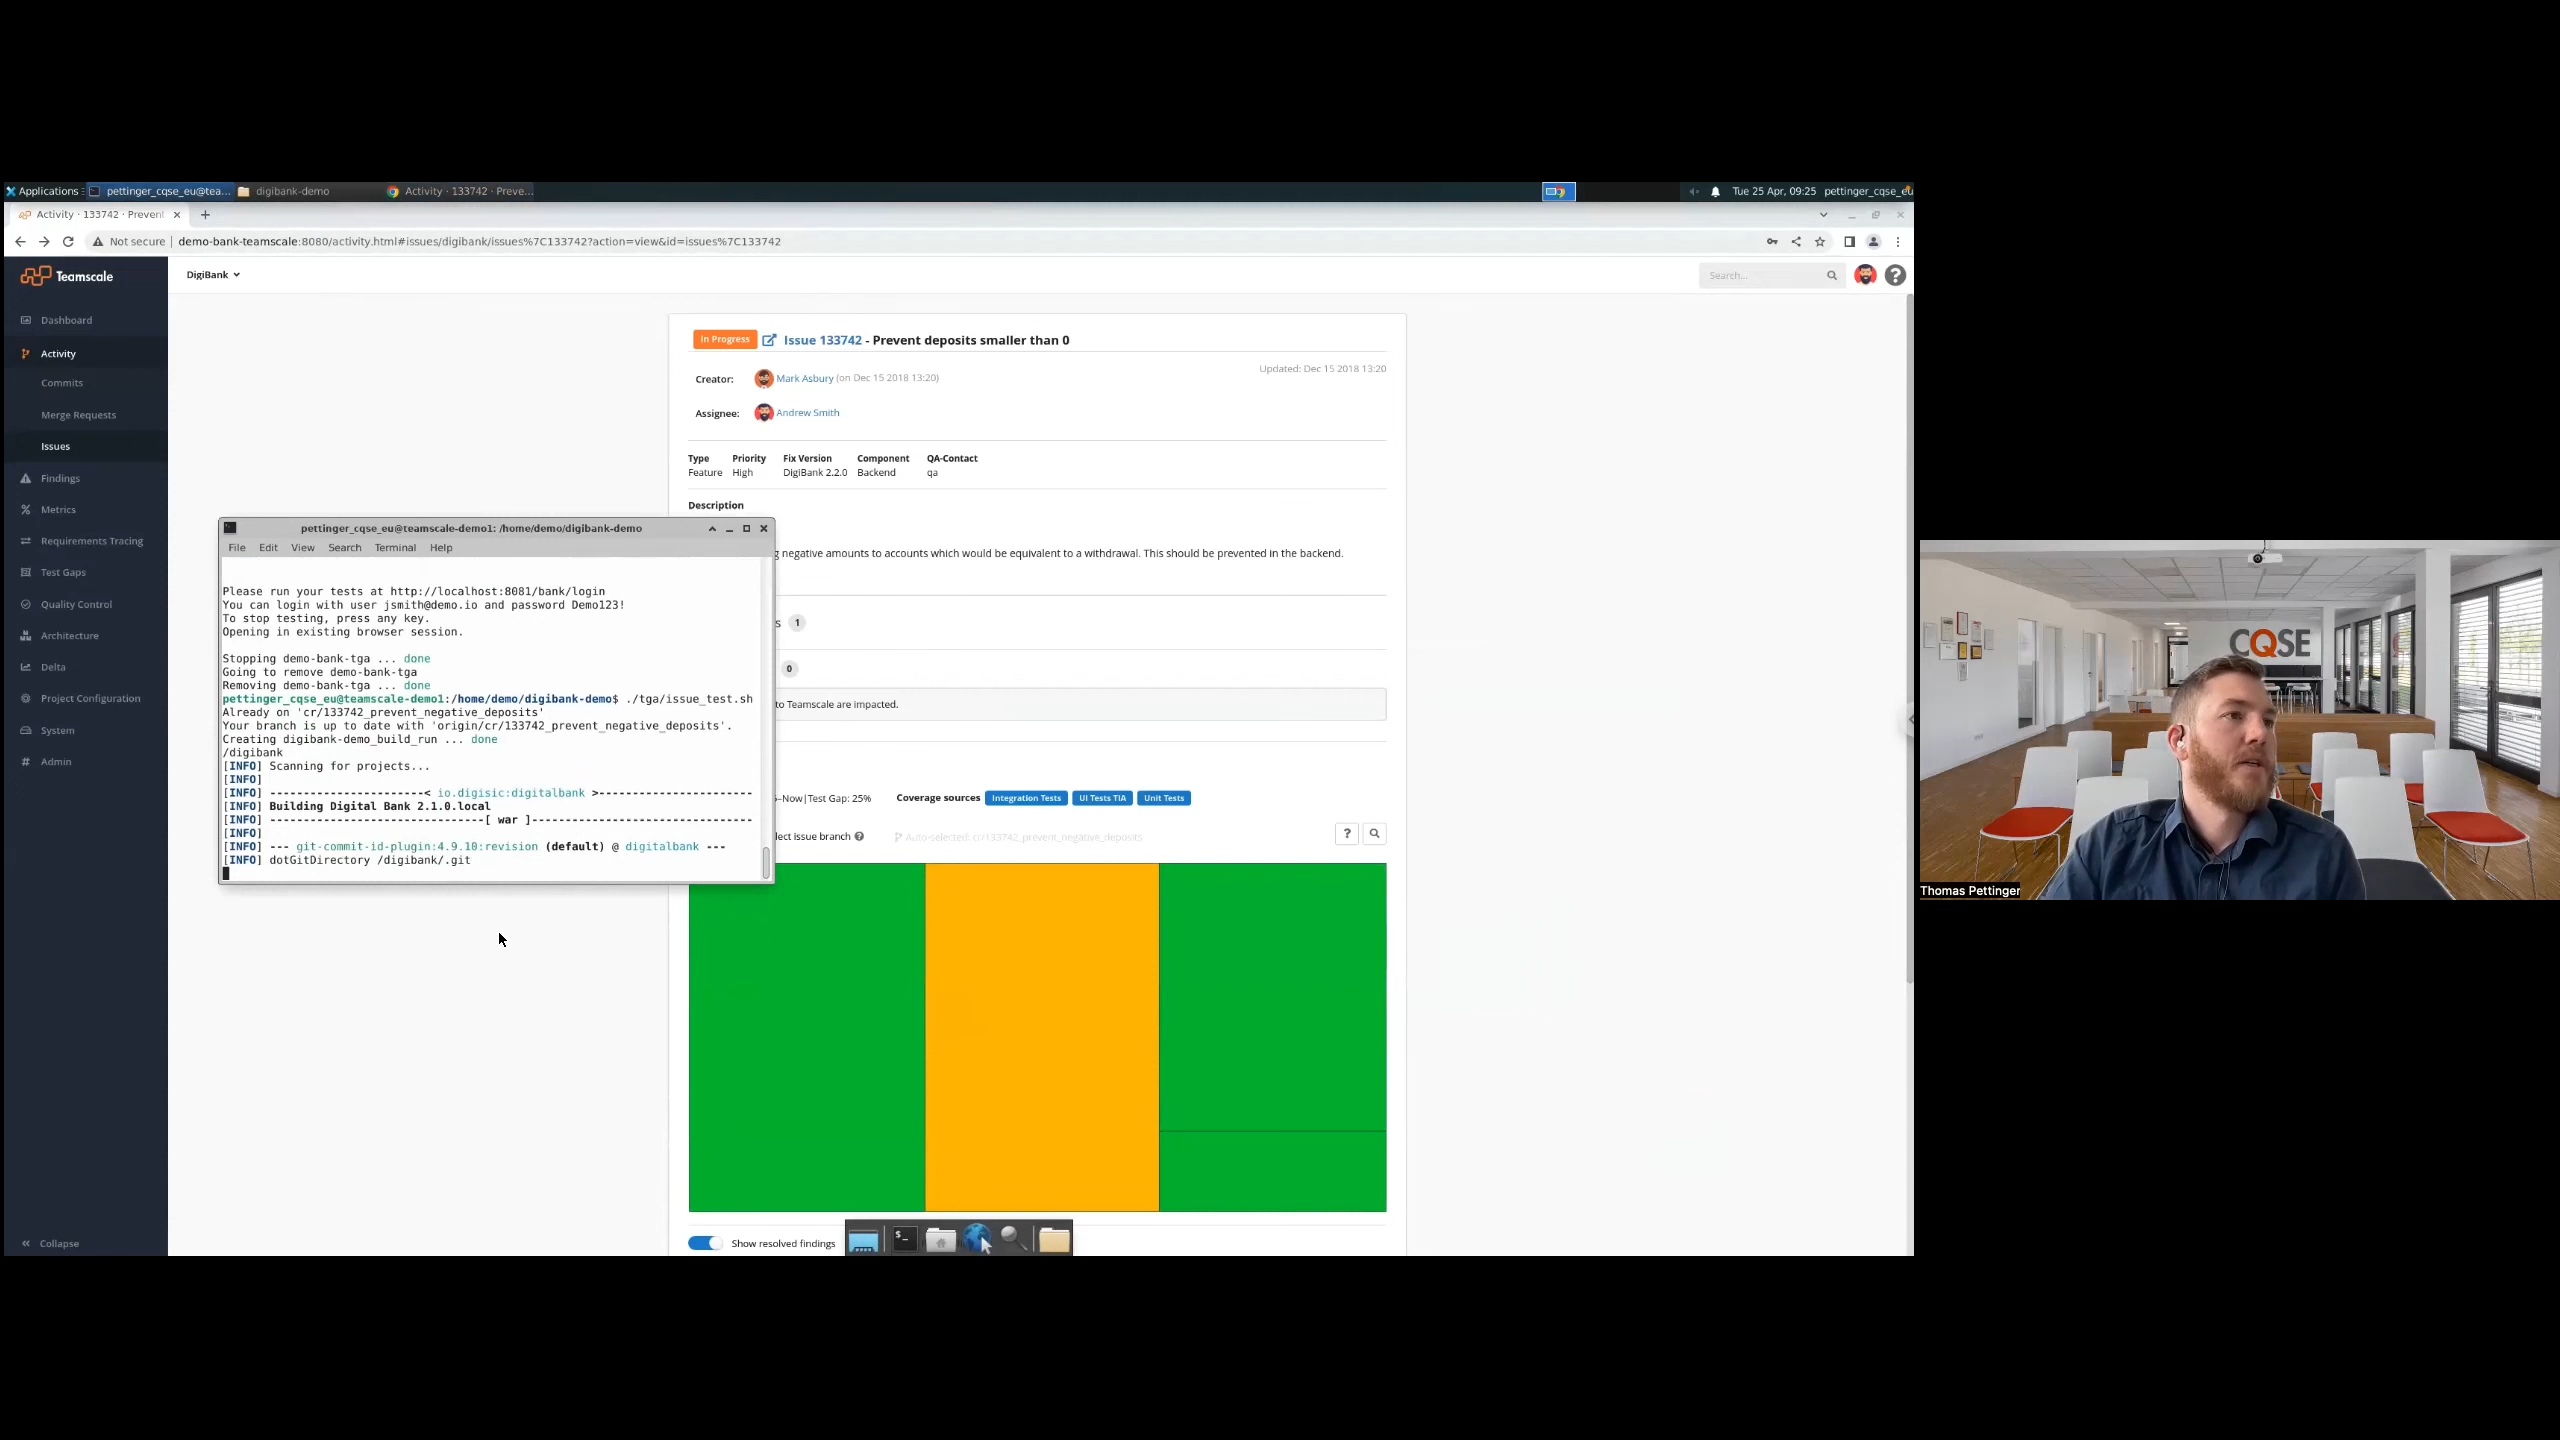 Applications
pettinger_cqse_eu@tea...
digibank-demo
Activity · 133742 · Preve...
Tue 25 Apr, 09:25
pettinger_cqse_eu
Activity · 133742 · Prevent
Not secure
demo-bank-teamscale:8080/activity.html#issues/digibank/issues%7C133742?action=view&id=issues%7C133742
Teamscale
DigiBank
Search...
Dashboard
Activity
Commits
Merge Requests
Issues
Findings
Metrics
Requirements Tracing
Test Gaps
Quality Control
Architecture
Delta
Project Configuration
System
Admin
Collapse
In Progress
Issue 133742 - Prevent deposits smaller than 0
Updated: Dec 15 2018 13:20
Creator: Mark Asbury (on Dec 15 2018 13:20)
Assignee: Andrew Smith
Type Priority Fix Version Component QA-Contact
Feature High DigiBank 2.2.0 Backend qa
Description
negative amounts to accounts which would be equivalent to a withdrawal. This should be prevented in the backend.
s 1
0
to Teamscale are impacted.
–Now|Test Gap: 25% Coverage sources Integration Tests UI Tests TIA Unit Tests
lect issue branch Auto-selected: cr/133742_prevent_negative_deposits
Show resolved findings
pettinger_cqse_eu@teamscale-demo1: /home/demo/digibank-demo
File Edit View Search Terminal Help
Please run your tests at http://localhost:8081/bank/login
You can login with user jsmith@demo.io and password Demo123!
To stop testing, press any key.
Opening in existing browser session.
Stopping demo-bank-tga ... done
Going to remove demo-bank-tga
Removing demo-bank-tga ... done
pettinger_cqse_eu@teamscale-demo1:/home/demo/digibank-demo$ ./tga/issue_test.sh
Already on 'cr/133742_prevent_negative_deposits'
Your branch is up to date with 'origin/cr/133742_prevent_negative_deposits'.
Creating digibank-demo_build_run ... done
/digibank
[INFO] Scanning for projects...
[INFO]
[INFO] -----------------------< io.digisic:digitalbank >-----------------------
[INFO] Building Digital Bank 2.1.0.local
[INFO] --------------------------------[ war ]---------------------------------
[INFO]
[INFO] --- git-commit-id-plugin:4.9.10:revision (default) @ digitalbank ---
[INFO] dotGitDirectory /digibank/.git
CQSE
Thomas Pettinger